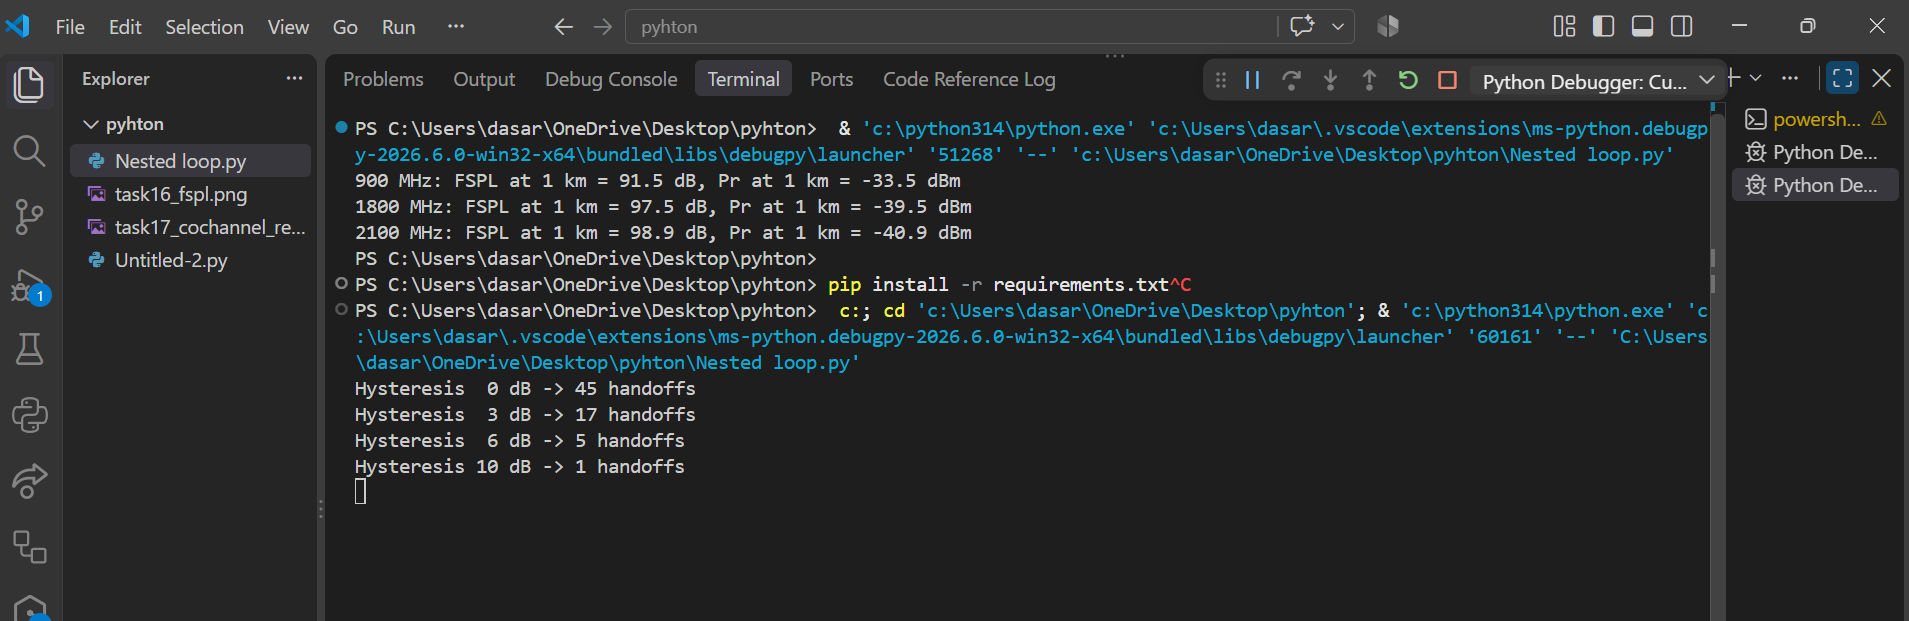 File Edit Selection View Go Run ...
pyhton
Explorer ...
Problems Output Debug Console Terminal Ports Code Reference Log
Python Debugger: Cu...
pyhton
Nested loop.py
task16_fspl.png
task17_cochannel_re...
Untitled-2.py
1
PS C:\Users\dasar\OneDrive\Desktop\pyhton>  & 'c:\python314\python.exe' 'c:\Users\dasar\.vscode\extensions\ms-python.debugp
y-2026.6.0-win32-x64\bundled\libs\debugpy\launcher' '51268' '--' 'c:\Users\dasar\OneDrive\Desktop\pyhton\Nested loop.py'
900 MHz: FSPL at 1 km = 91.5 dB, Pr at 1 km = -33.5 dBm
1800 MHz: FSPL at 1 km = 97.5 dB, Pr at 1 km = -39.5 dBm
2100 MHz: FSPL at 1 km = 98.9 dB, Pr at 1 km = -40.9 dBm
PS C:\Users\dasar\OneDrive\Desktop\pyhton>
PS C:\Users\dasar\OneDrive\Desktop\pyhton> pip install -r requirements.txt^C
PS C:\Users\dasar\OneDrive\Desktop\pyhton>  c:; cd 'c:\Users\dasar\OneDrive\Desktop\pyhton'; & 'c:\python314\python.exe' 'c
:\Users\dasar\.vscode\extensions\ms-python.debugpy-2026.6.0-win32-x64\bundled\libs\debugpy\launcher' '60161' '--' 'C:\Users
\dasar\OneDrive\Desktop\pyhton\Nested loop.py'
Hysteresis  0 dB -> 45 handoffs
Hysteresis  3 dB -> 17 handoffs
Hysteresis  6 dB -> 5 handoffs
Hysteresis 10 dB -> 1 handoffs
powersh...
Python De...
Python De...